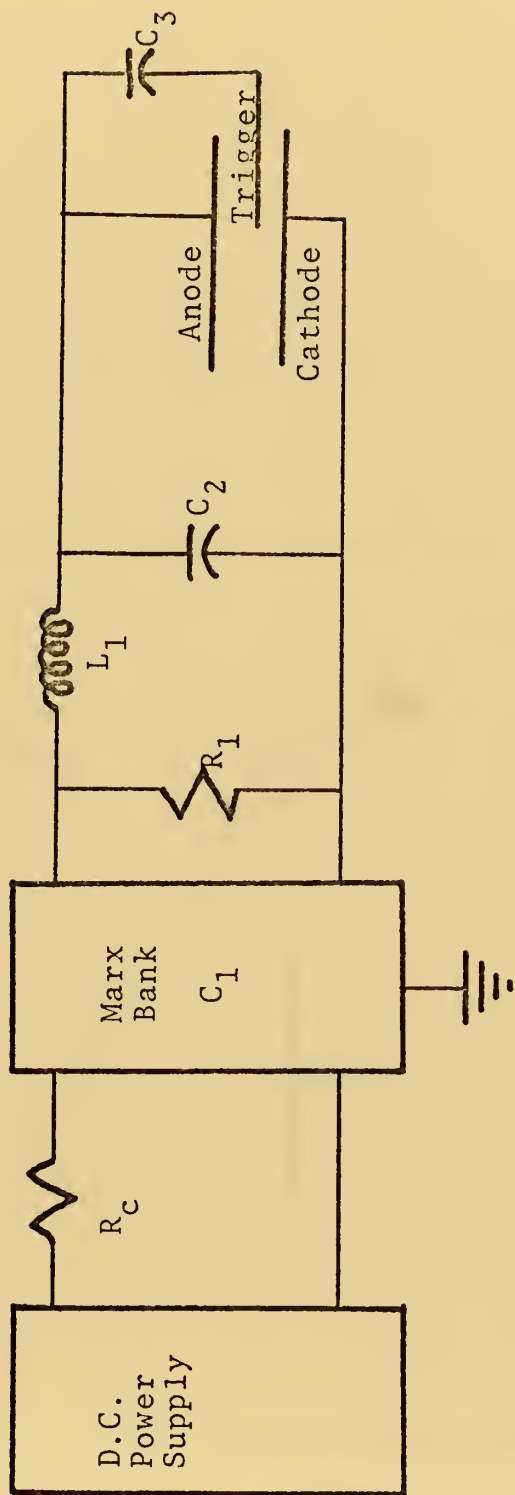 D.C.
Power
Supply
R_c
Marx
Bank
C_1
R_1
L_1
C_2
Anode
Trigger
Cathode
C_3